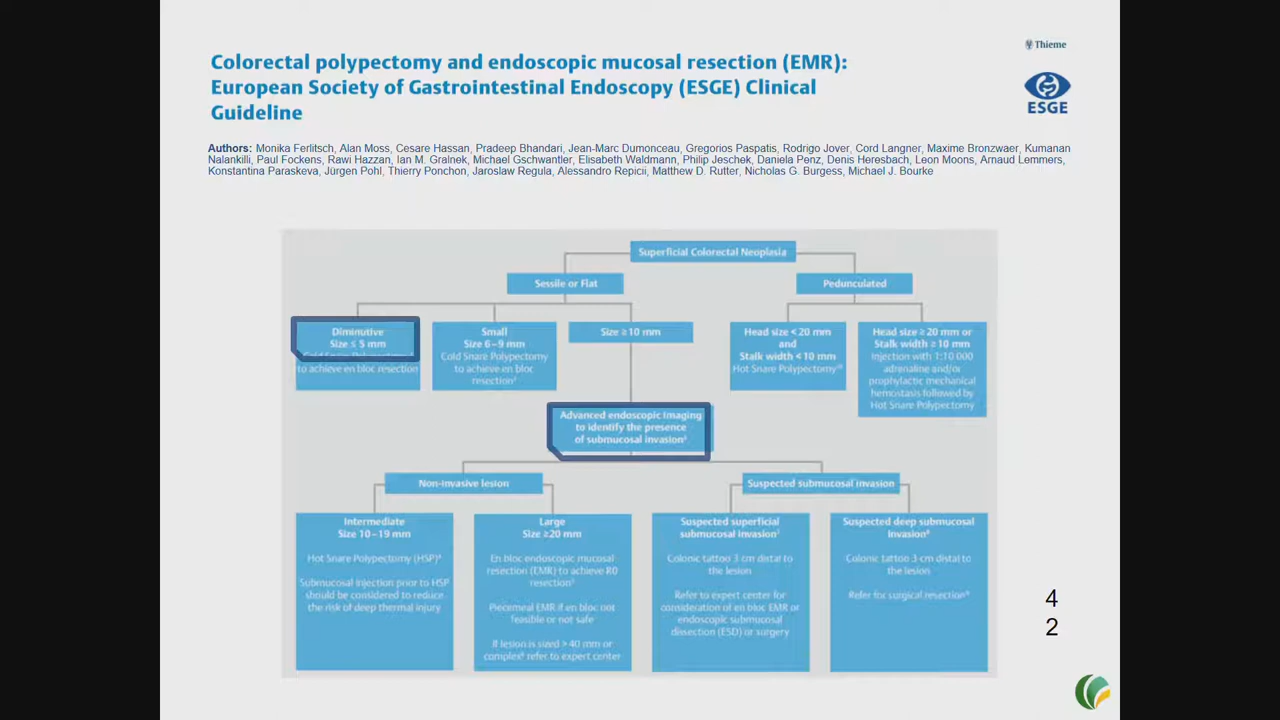 Thieme
Colorectal polypectomy and endoscopic mucosal resection (EMR):
European Society of Gastrointestinal Endoscopy (ESGE) Clinical
Guideline
ESGE
Authors: Monika Ferlitsch, Alan Moss, Cesare Hassan, Pradeep Bhandari, Jean-Marc Dumonceau, Gregorios Paspatis, Rodrigo Jover, Cord Langner, Maxime Bronzwaer, Kumanan
Nalankilli, Paul Fockens, Rawi Hazzan, Ian M. Gralnek, Michael Gschwantler, Elisabeth Waldmann, Philip Jeschek, Daniela Penz, Denis Heresbach, Leon Moons, Arnaud Lemmers,
Konstantina Paraskeva, Jürgen Pohl, Thierry Ponchon, Jaroslaw Regula, Alessandro Repicii, Matthew D. Rutter, Nicholas G. Burgess, Michael J. Bourke
Superficial Colorectal Neoplasia
Sessile or Flat
Pedunculated
Diminutive
Size ≤ 5 mm
Cold Snare Polypectomy
to achieve en bloc resection
Small
Size 6–9 mm
Cold Snare Polypectomy
to achieve en bloc
resection
Size ≥10 mm
Head size < 20 mm
and
Stalk width < 10 mm
Hot Snare Polypectomy
Head size ≥ 20 mm or
Stalk width ≥ 10 mm
Injection with 1:10 000
adrenaline and/or
prophylactic mechanical
hemostasis followed by
Hot Snare Polypectomy
Advanced endoscopic imaging
to identify the presence
of submucosal invasion
Non-invasive lesion
Suspected submucosal invasion
Intermediate
Size 10–19 mm
Hot Snare Polypectomy (HSP)
Submucosal injection prior to HSP
should be considered to reduce
the risk of deep thermal injury
Large
Size ≥20 mm
En bloc endoscopic mucosal
resection (EMR) to achieve R0
resection
Piecemeal EMR if en bloc not
feasible or not safe
If lesion is sized > 40 mm or
complex refer to expert center
Suspected superficial
submucosal invasion
Colonic tattoo 3 cm distal to
the lesion
Refer to expert center for
consideration of en bloc EMR or
endoscopic submucosal
dissection (ESD) or surgery
Suspected deep submucosal
invasion
Colonic tattoo 3 cm distal to
the lesion
Refer for surgical resection
4
2